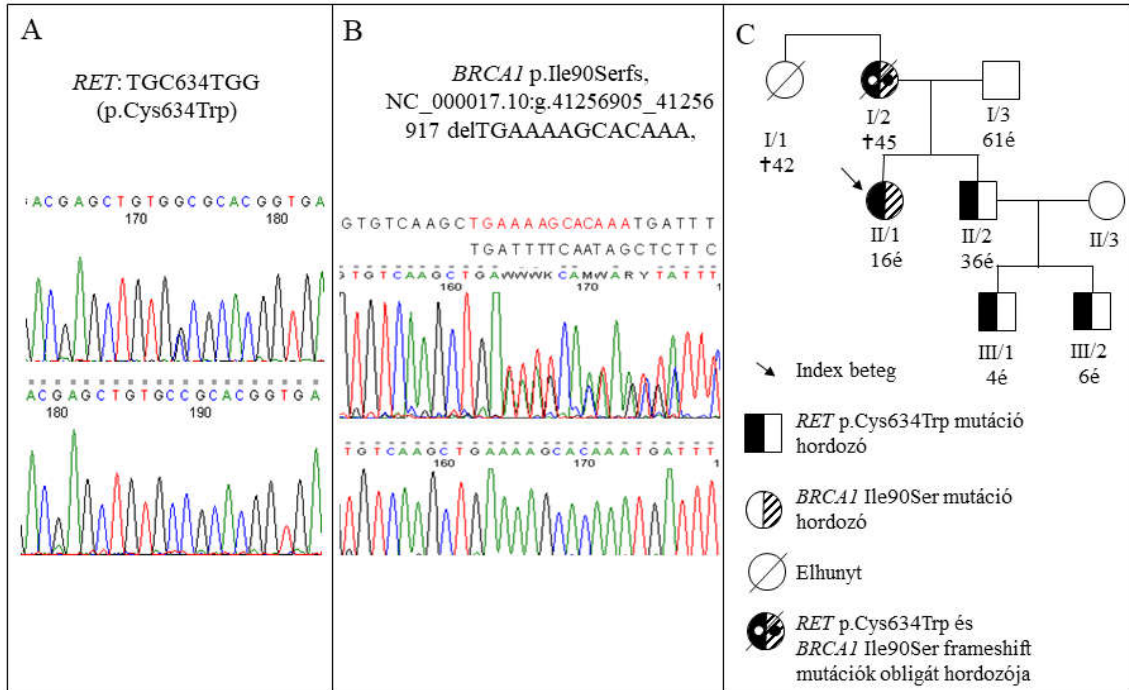 A
RET: TGC634TGG
(p.Cys634Trp)
ACGAGCTGTGGCGCACGGTGA
170 180
ACGAGCTGTGCCGCACGGTGA
180 190
B
BRCA1 p.Ile90Serfs,
NC_000017.10:g.41256905_41256
917 delTGAAAAGCACAAA,
GTGTCAAGCTGAAAAGCACAAATGATTT
TGATTTTCAATAGCTCTTC
GTGTCAAGCTGAWWWKCAMWARYTATTT
160 170 1
TGTCAAGCTGAAAAGCACAAATGATTT
160 170 1
C
I/1
†42
I/2
†45
I/3
61é
II/1
16é
II/2
36é
II/3
III/1
4é
III/2
6é
Index beteg
RET p.Cys634Trp mutáció
hordozó
BRCA1 Ile90Ser mutáció
hordozó
Elhunyt
RET p.Cys634Trp és
BRCA1 Ile90Ser frameshift
mutációk obligát hordozója